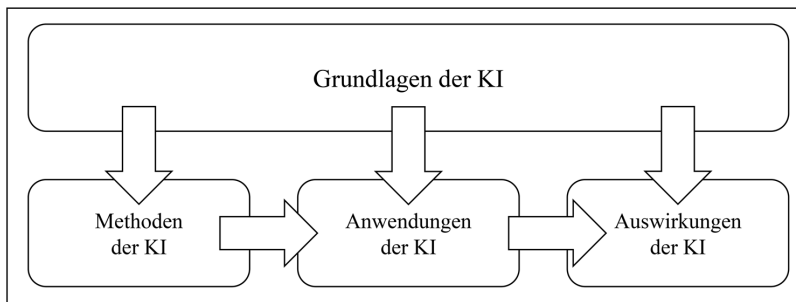 Grundlagen der KI
Methoden
der KI
Anwendungen
der KI
Auswirkungen
der KI